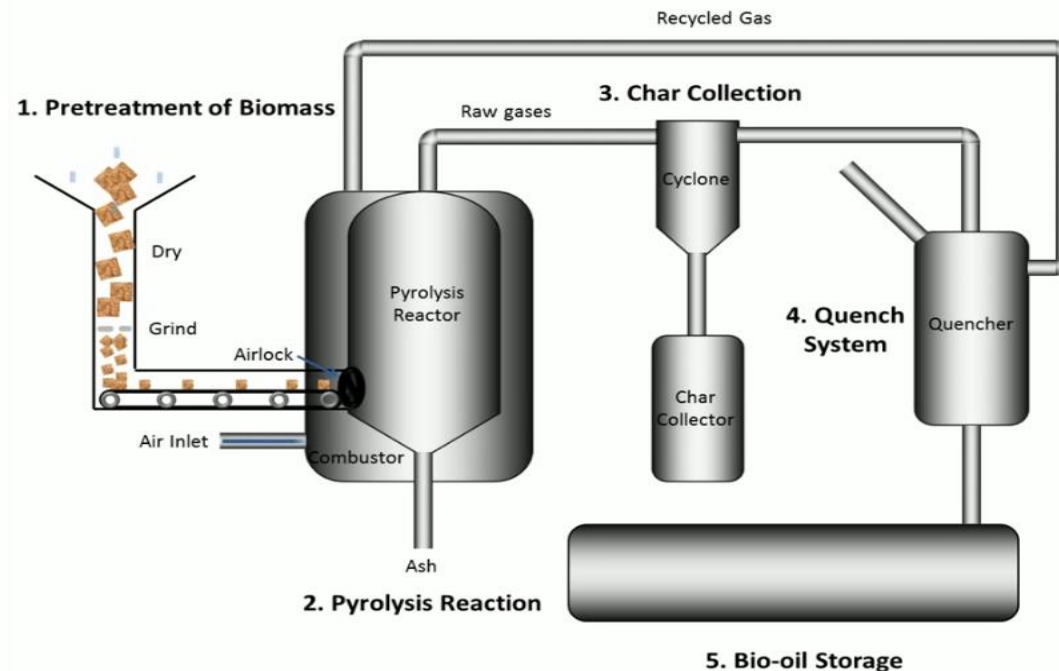 Recycled Gas
1. Pretreatment of Biomass
3. Char Collection
Raw gases
Cyclone
Dry
Pyrolysis
Reactor
Grind
4. Quench
System
Quencher
Airlock
Char
Collector
Air Inlet
Combustor
Ash
2. Pyrolysis Reaction
5. Bio-oil Storage